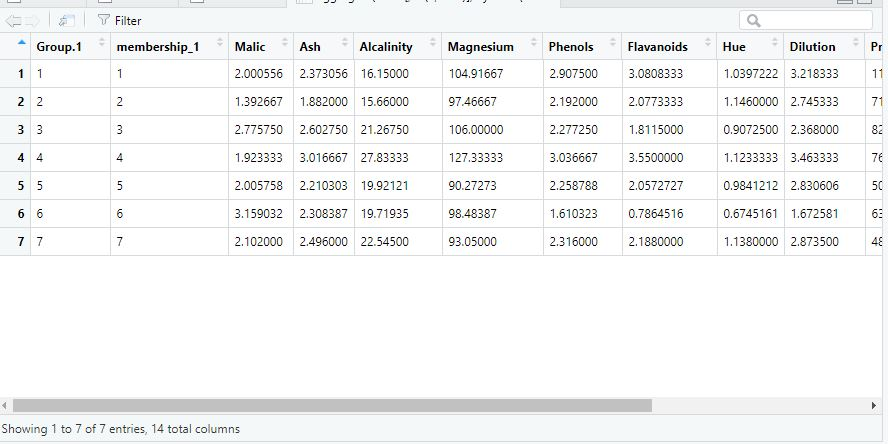 Filter
Group.1 membership_1 Malic Ash Alcalinity Magnesium Phenols Flavanoids Hue Dilution
1 1 1 2.000556 2.373056 16.15000 104.91667 2.907500 3.0808333 1.0397222 3.218333
2 2 2 1.392667 1.882000 15.66000 97.46667 2.192000 2.0773333 1.1460000 2.745333
3 3 3 2.775750 2.602750 21.26750 106.00000 2.277250 1.8115000 0.9072500 2.368000
4 4 4 1.923333 3.016667 27.83333 127.33333 3.036667 3.5500000 1.1233333 3.463333
5 5 5 2.005758 2.210303 19.92121 90.27273 2.258788 2.0572727 0.9841212 2.830606
6 6 6 3.159032 2.308387 19.71935 98.48387 1.610323 0.7864516 0.6745161 1.672581
7 7 7 2.102000 2.496000 22.54500 93.05000 2.316000 2.1880000 1.1380000 2.873500
Showing 1 to 7 of 7 entries, 14 total columns